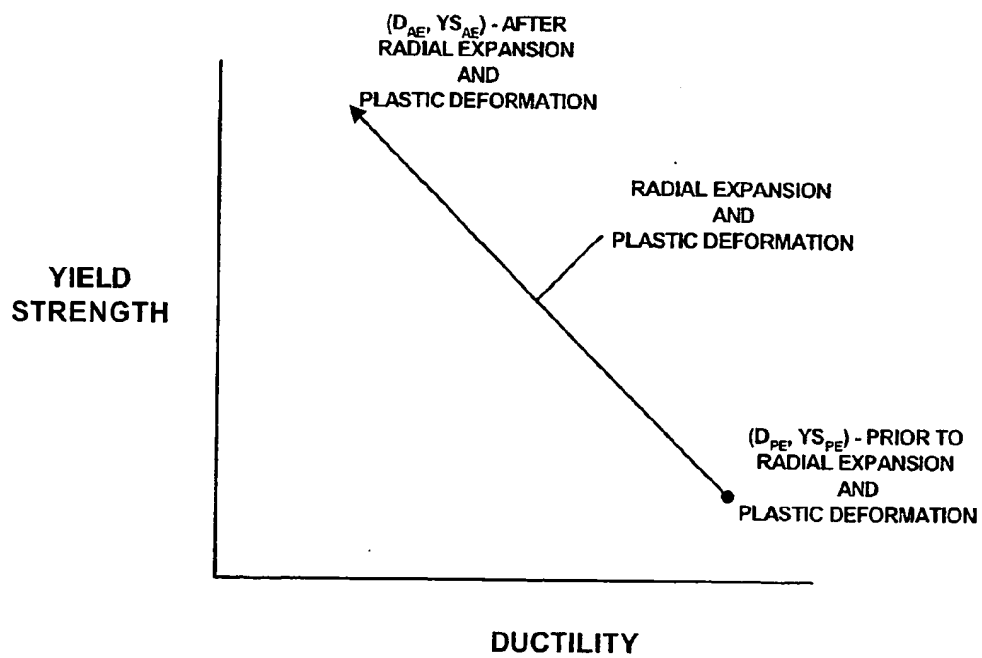 (D_AE, YS_AE) - AFTER
RADIAL EXPANSION
AND
PLASTIC DEFORMATION
RADIAL EXPANSION
AND
PLASTIC DEFORMATION
YIELD
STRENGTH
(D_PE, YS_PE) - PRIOR TO
RADIAL EXPANSION
AND
PLASTIC DEFORMATION
DUCTILITY